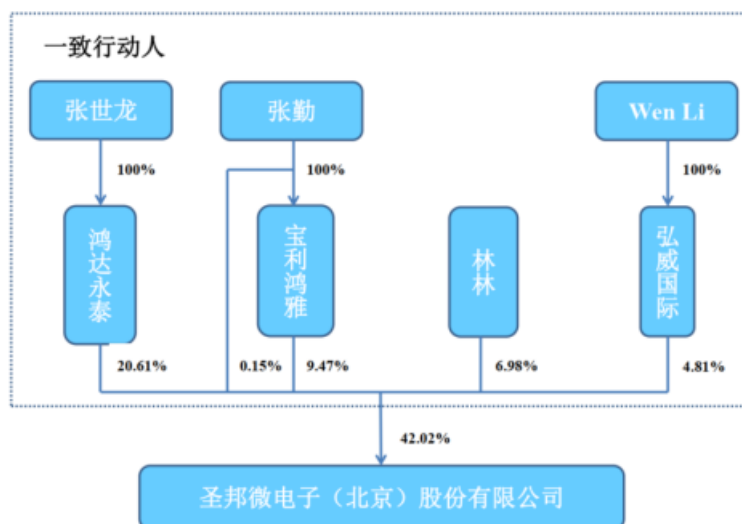 一致行动人
张世龙
张勤
Wen Li
100%
100%
100%
鸿达永泰
宝利鸿雅
林林
弘威国际
20.61%
0.15%
9.47%
6.98%
4.81%
42.02%
圣邦微电子（北京）股份有限公司